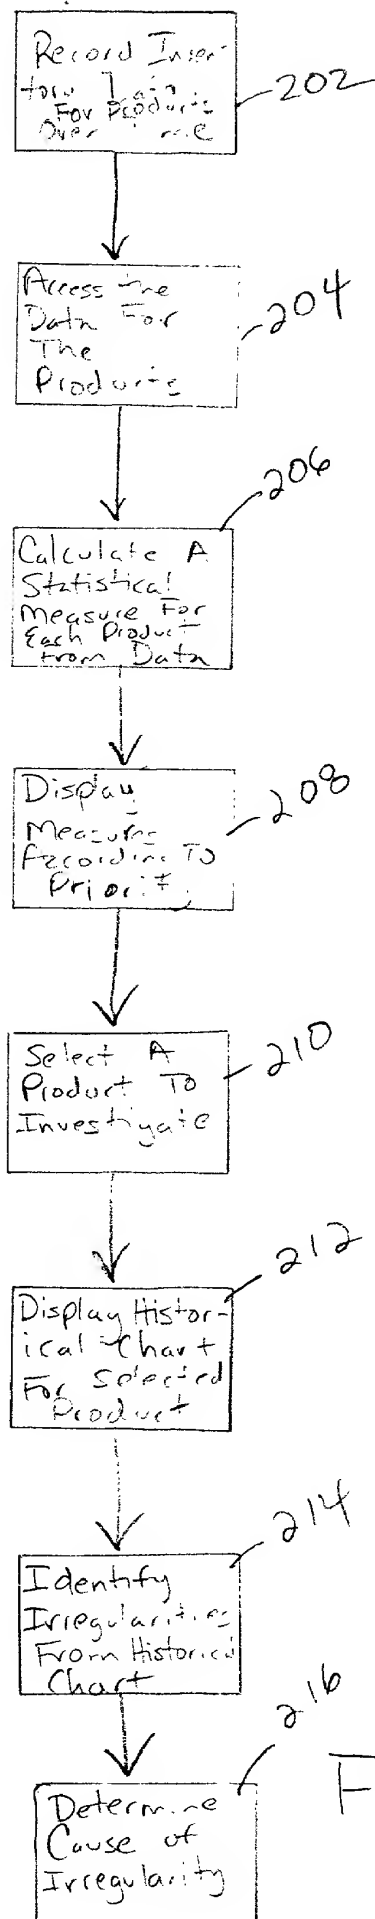 Record Inven-
tory Data
For Products
Over Time
202
Access the
Data For
The
Products
204
206
Calculate A
Statistical
Measure For
Each Product
From Data
Display
Measures
According To
Priority
208
Select A
Product To
Investigate
210
212
Display Histor-
ical Chart
For Selected
Product
214
Identify
Irregularities
From Historical
Chart
216
Determine
Cause of
Irregularity
F